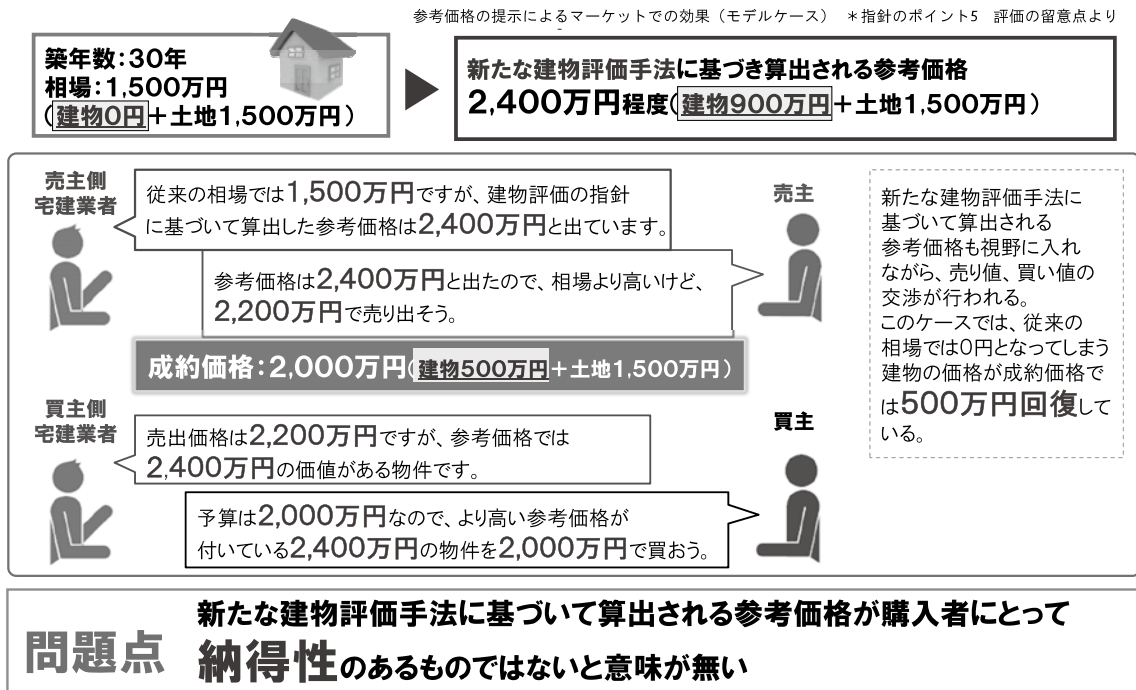 参考価格の提示によるマーケットでの効果（モデルケース）　＊指針のポイント5　評価の留意点より
築年数：30年
相場：1,500万円
（建物0円＋土地1,500万円）
新たな建物評価手法に基づき算出される参考価格
2,400万円程度（建物900万円＋土地1,500万円）
売主側
宅建業者
従来の相場では1,500万円ですが、建物評価の指針
に基づいて算出した参考価格は2,400万円と出ています。
売主
参考価格は2,400万円と出たので、相場より高いけど、
2,200万円で売り出そう。
成約価格：2,000万円（建物500万円＋土地1,500万円）
買主側
宅建業者
売出価格は2,200万円ですが、参考価格では
2,400万円の価値がある物件です。
買主
予算は2,000万円なので、より高い参考価格が
付いている2,400万円の物件を2,000万円で買おう。
新たな建物評価手法に
基づいて算出される
参考価格も視野に入れ
ながら、売り値、買い値の
交渉が行われる。
このケースでは、従来の
相場では0円となってしまう
建物の価格が成約価格で
は500万円回復して
いる。
問題点
新たな建物評価手法に基づいて算出される参考価格が購入者にとって
納得性のあるものではないと意味が無い